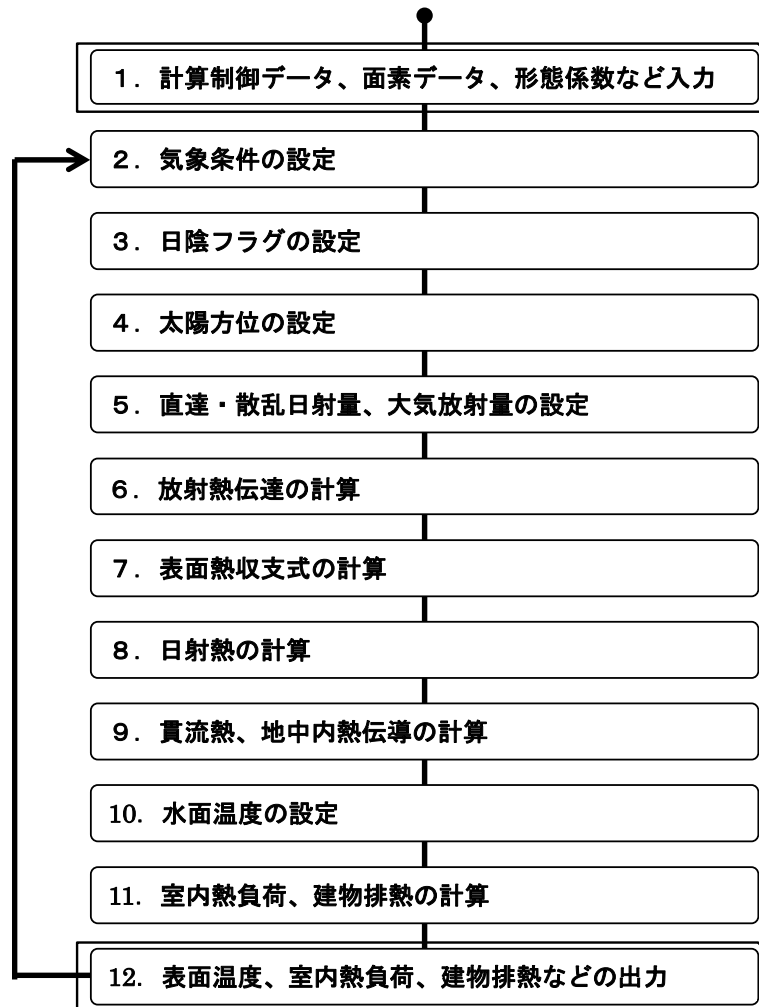 １．計算制御データ、面素データ、形態係数など入力
２．気象条件の設定
３．日陰フラグの設定
４．太陽方位の設定
５．直達・散乱日射量、大気放射量の設定
６．放射熱伝達の計算
７．表面熱収支式の計算
８．日射熱の計算
９．貫流熱、地中内熱伝導の計算
10．水面温度の設定
11．室内熱負荷、建物排熱の計算
12．表面温度、室内熱負荷、建物排熱などの出力